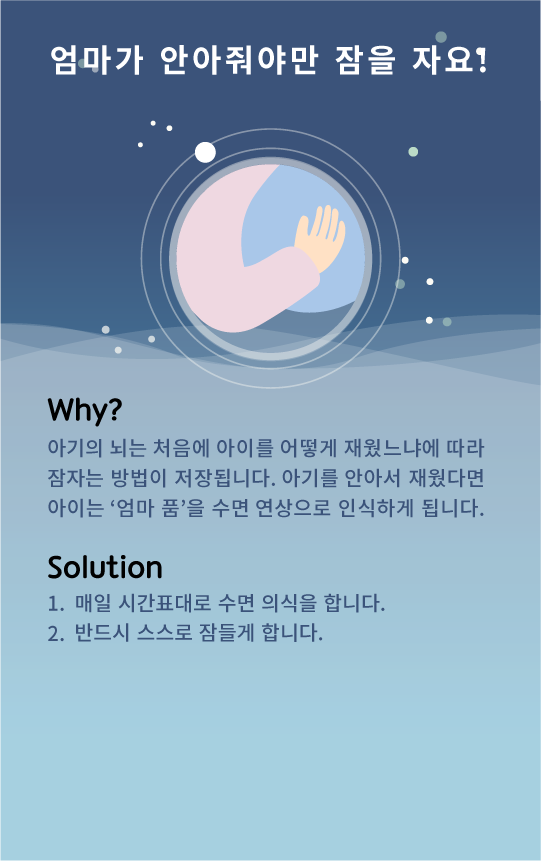 엄마가 안아줘야만 잠을 자요!
Why?
아기의 뇌는 처음에 아이를 어떻게 재웠느냐에 따라
잠자는 방법이 저장됩니다. 아기를 안아서 재웠다면
아이는 ‘엄마 품’을 수면 연상으로 인식하게 됩니다.
Solution
1. 매일 시간표대로 수면 의식을 합니다.
2. 반드시 스스로 잠들게 합니다.